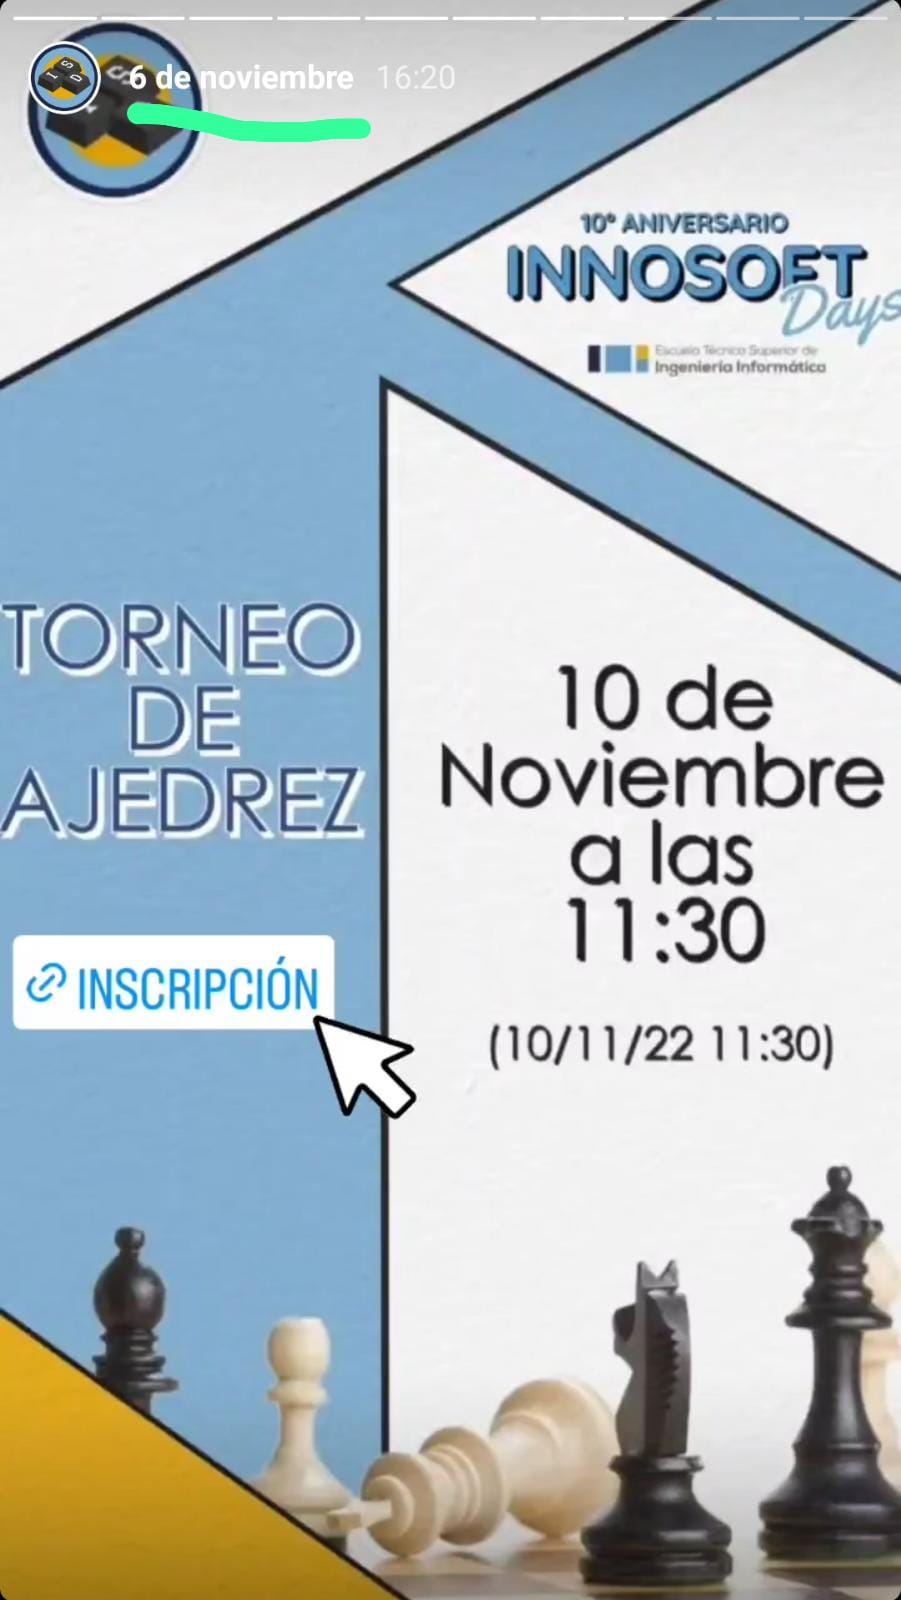 6 de noviembre 16:20
10º ANIVERSARIO
INNOSOFT
Days
Escuela Técnica Superior de
Ingeniería Informática
TORNEO
DE
AJEDREZ
INSCRIPCIÓN
10 de
Noviembre
a las
11:30
(10/11/22 11:30)